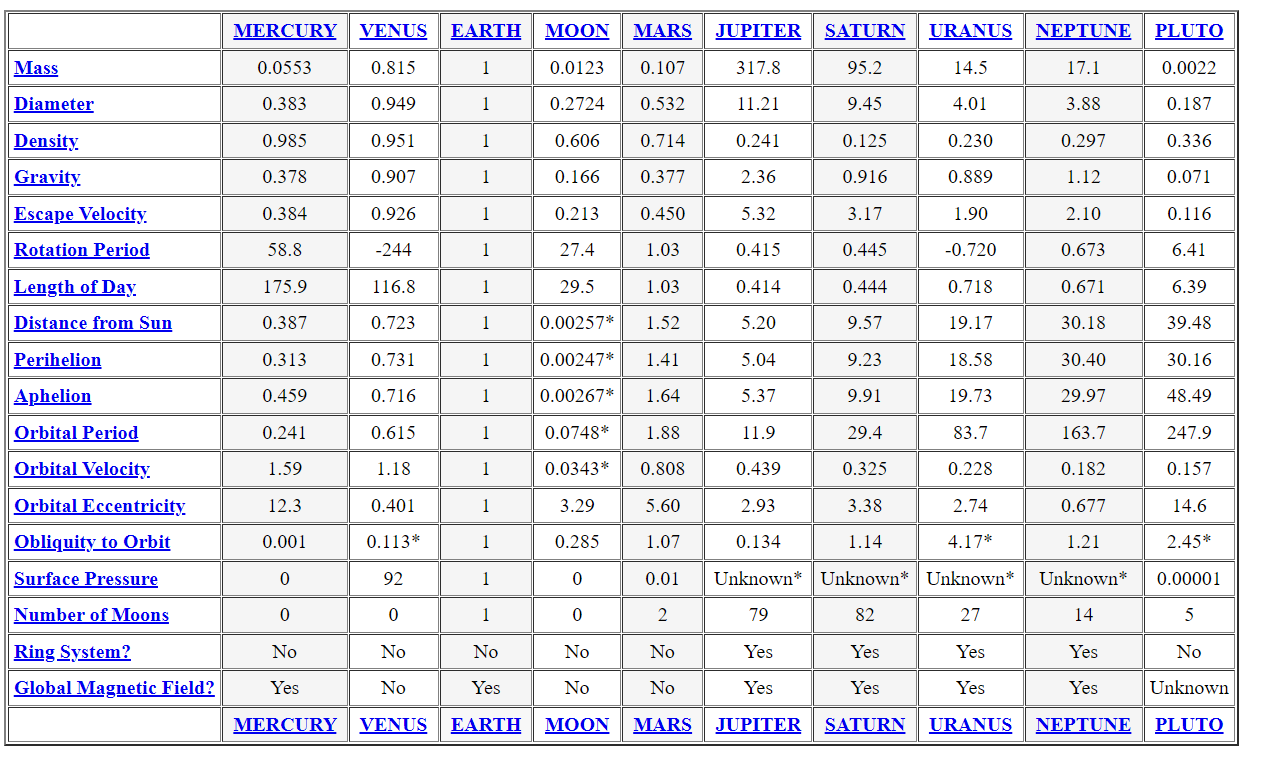 MERCURY VENUS EARTH MOON MARS JUPITER SATURN URANUS NEPTUNE PLUTO
Mass 0.0553 0.815 1 0.0123 0.107 317.8 95.2 14.5 17.1 0.0022
Diameter 0.383 0.949 1 0.2724 0.532 11.21 9.45 4.01 3.88 0.187
Density 0.985 0.951 1 0.606 0.714 0.241 0.125 0.230 0.297 0.336
Gravity 0.378 0.907 1 0.166 0.377 2.36 0.916 0.889 1.12 0.071
Escape Velocity 0.384 0.926 1 0.213 0.450 5.32 3.17 1.90 2.10 0.116
Rotation Period 58.8 -244 1 27.4 1.03 0.415 0.445 -0.720 0.673 6.41
Length of Day 175.9 116.8 1 29.5 1.03 0.414 0.444 0.718 0.671 6.39
Distance from Sun 0.387 0.723 1 0.00257* 1.52 5.20 9.57 19.17 30.18 39.48
Perihelion 0.313 0.731 1 0.00247* 1.41 5.04 9.23 18.58 30.40 30.16
Aphelion 0.459 0.716 1 0.00267* 1.64 5.37 9.91 19.73 29.97 48.49
Orbital Period 0.241 0.615 1 0.0748* 1.88 11.9 29.4 83.7 163.7 247.9
Orbital Velocity 1.59 1.18 1 0.0343* 0.808 0.439 0.325 0.228 0.182 0.157
Orbital Eccentricity 12.3 0.401 1 3.29 5.60 2.93 3.38 2.74 0.677 14.6
Obliquity to Orbit 0.001 0.113* 1 0.285 1.07 0.134 1.14 4.17* 1.21 2.45*
Surface Pressure 0 92 1 0 0.01 Unknown* Unknown* Unknown* Unknown* 0.00001
Number of Moons 0 0 1 0 2 79 82 27 14 5
Ring System? No No No No No Yes Yes Yes Yes No
Global Magnetic Field? Yes No Yes No No Yes Yes Yes Yes Unknown
MERCURY VENUS EARTH MOON MARS JUPITER SATURN URANUS NEPTUNE PLUTO